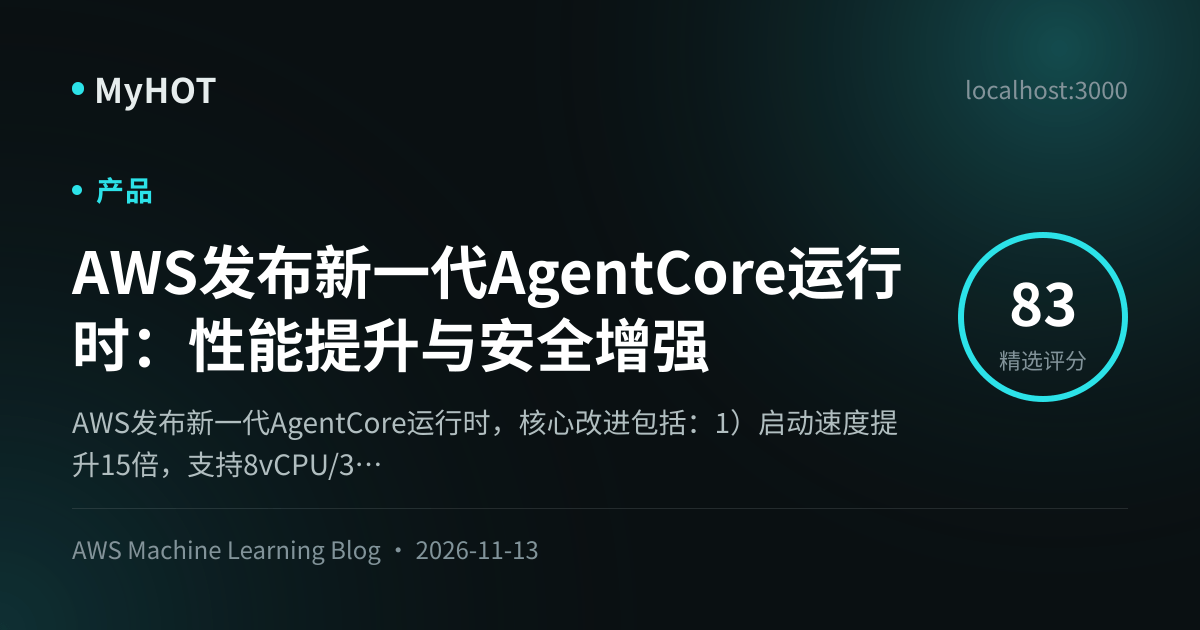 MyHOT
localhost:3000
产品
AWS发布新一代AgentCore运行
时：性能提升与安全增强
83
精选评分
AWS发布新一代AgentCore运行时，核心改进包括：1）启动速度提
升15倍，支持8vCPU/3…
AWS Machine Learning Blog · 2026-11-13